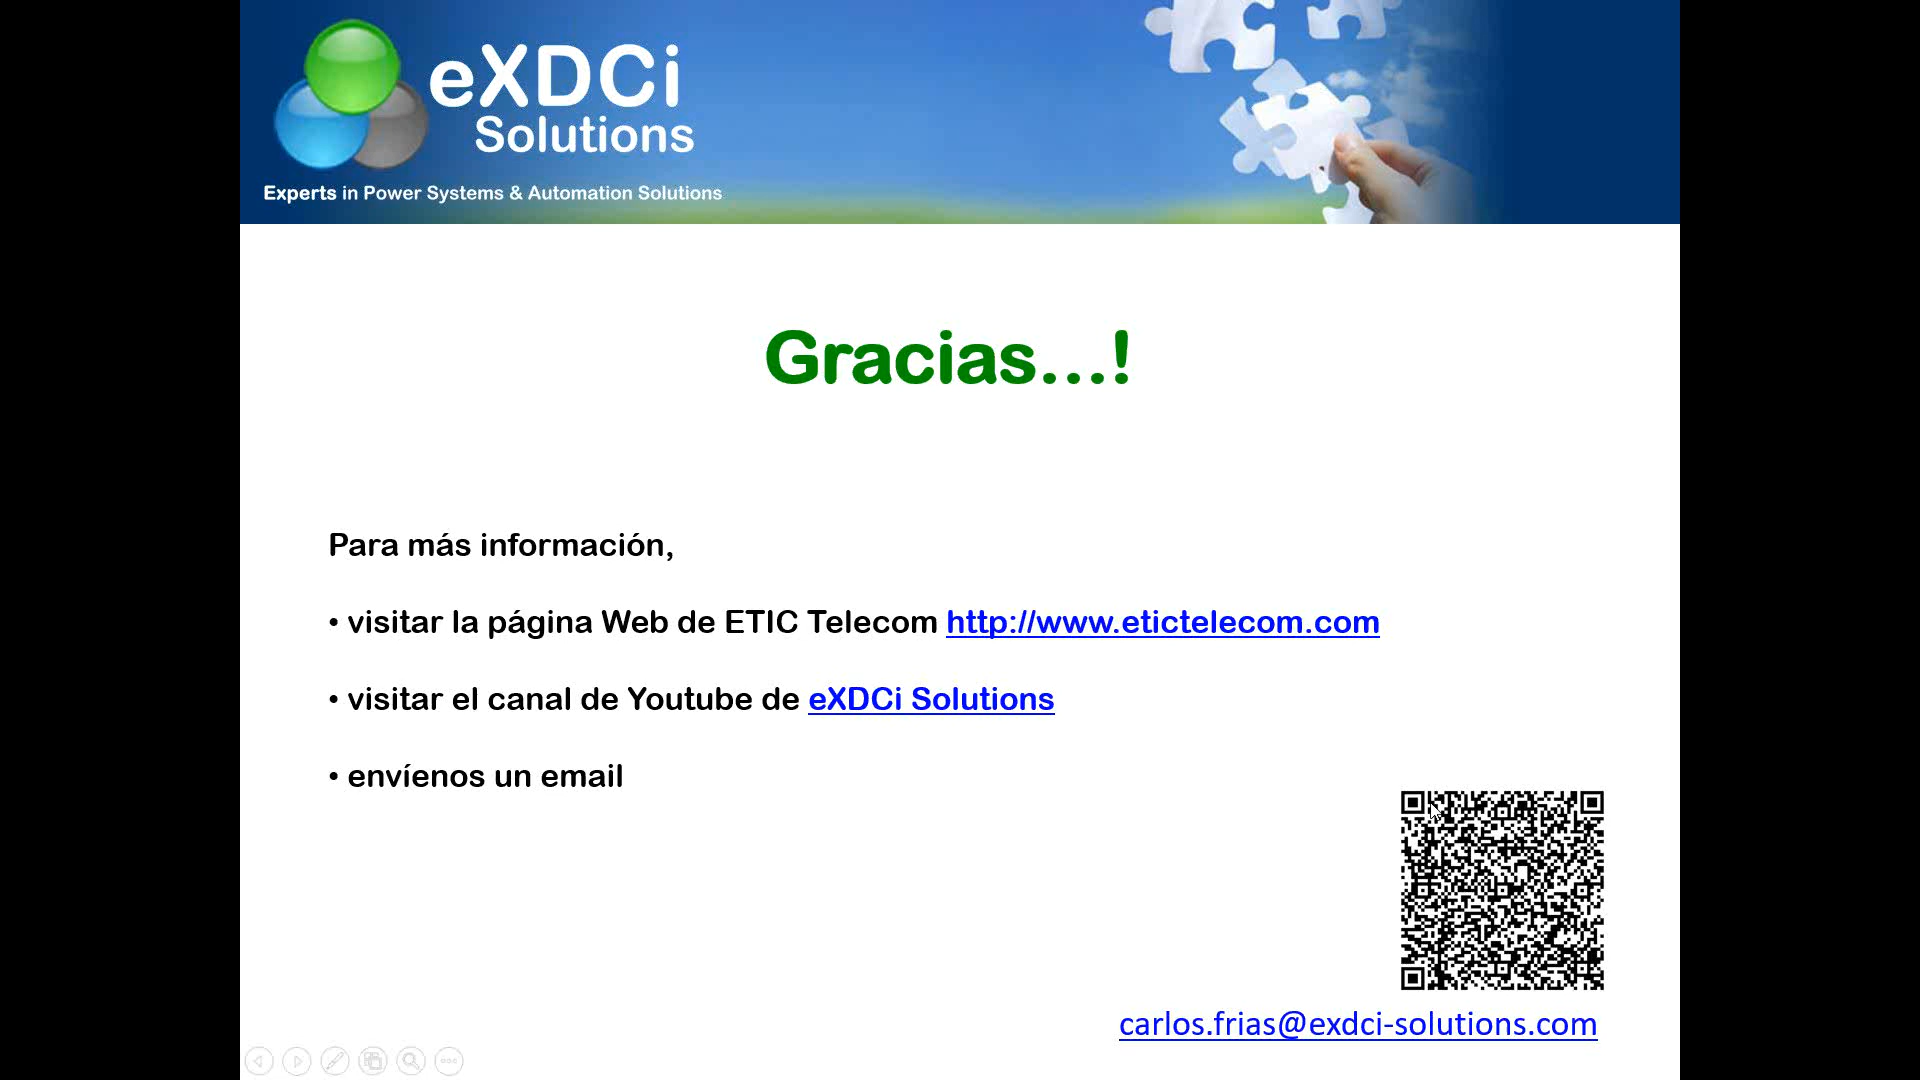 eXDCi
Solutions
Experts in Power Systems & Automation Solutions
Gracias...!
Para más información,
• visitar la página Web de ETIC Telecom http://www.etictelecom.com
• visitar el canal de Youtube de eXDCi Solutions
• envíenos un email
carlos.frias@exdci-solutions.com